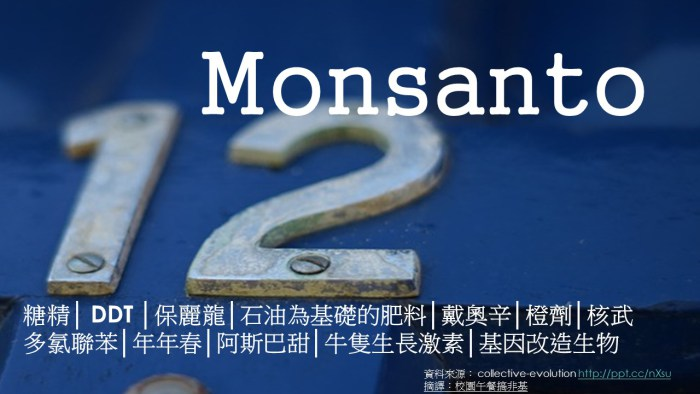 Monsanto
12
糖精│ DDT │保麗龍│石油為基礎的肥料│戴奧辛│橙劑│核武
多氯聯苯│年年春│阿斯巴甜│牛隻生長激素│基因改造生物
資料來源： collective-evolution http://ppt.cc/nXsu
摘譯：校園午餐搞非基